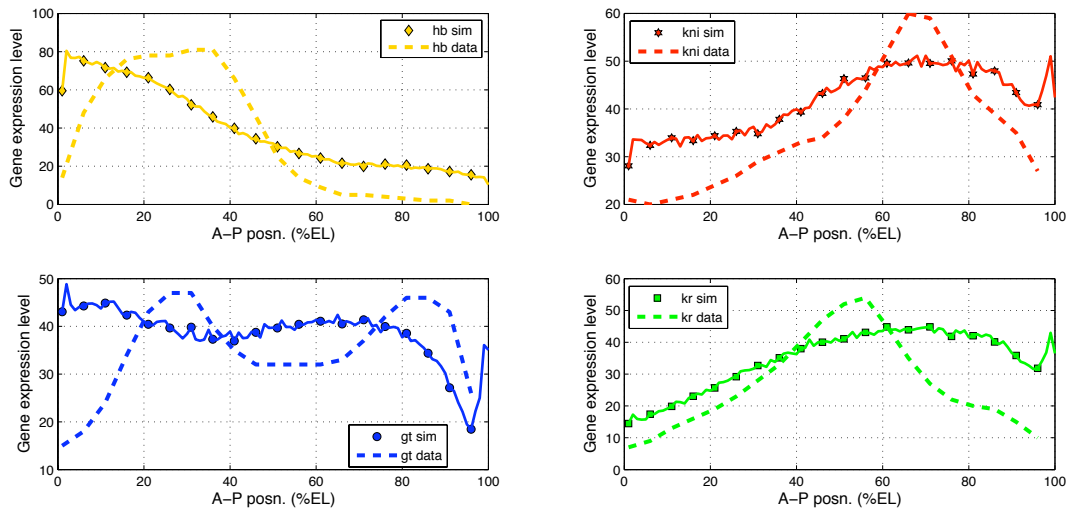 100
80
60
40
20
0
Gene expression level
hb sim
hb data
0 20 40 60 80 100
A−P posn. (%EL)
60
50
40
30
20
Gene expression level
kni sim
kni data
0 20 40 60 80 100
A−P posn. (%EL)
50
40
30
20
10
Gene expression level
gt sim
gt data
0 20 40 60 80 100
A−P posn. (%EL)
60
50
40
30
20
10
0
Gene expression level
kr sim
kr data
0 20 40 60 80 100
A−P posn. (%EL)